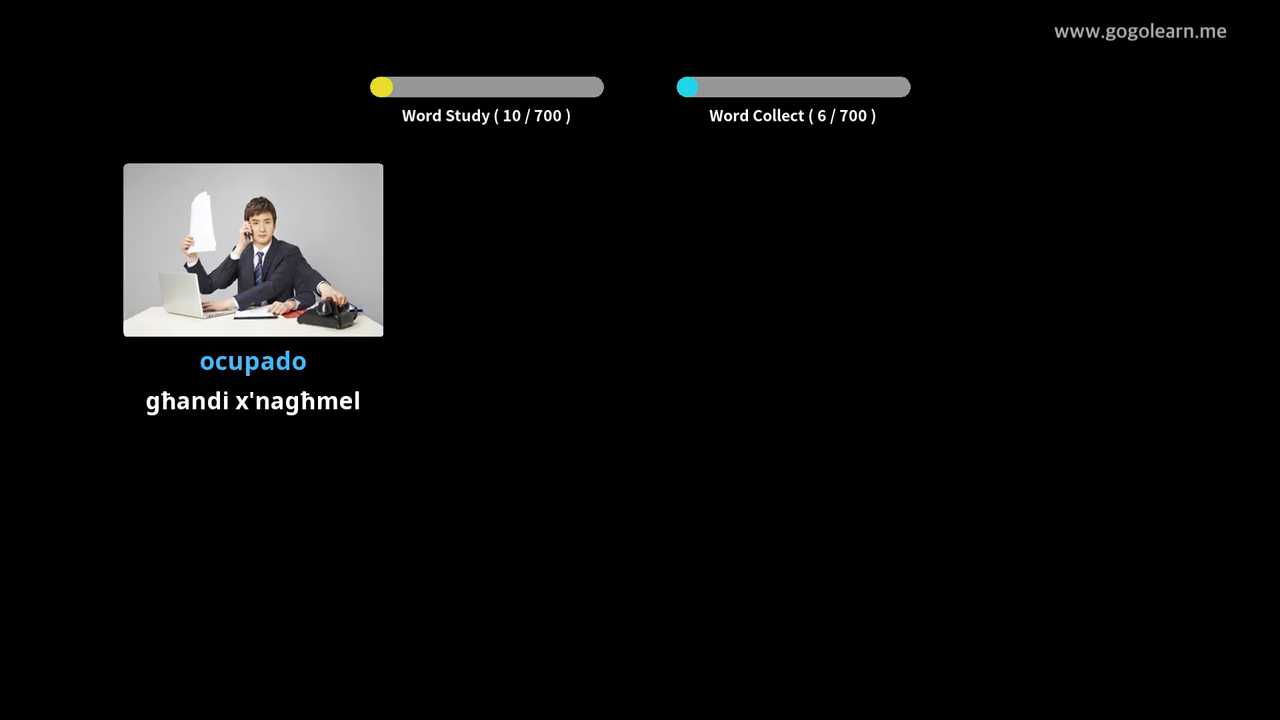 www.gogolearn.me
Word Study ( 10 / 700 )
Word Collect ( 6 / 700 )
ocupado
għandi x'nagħmel